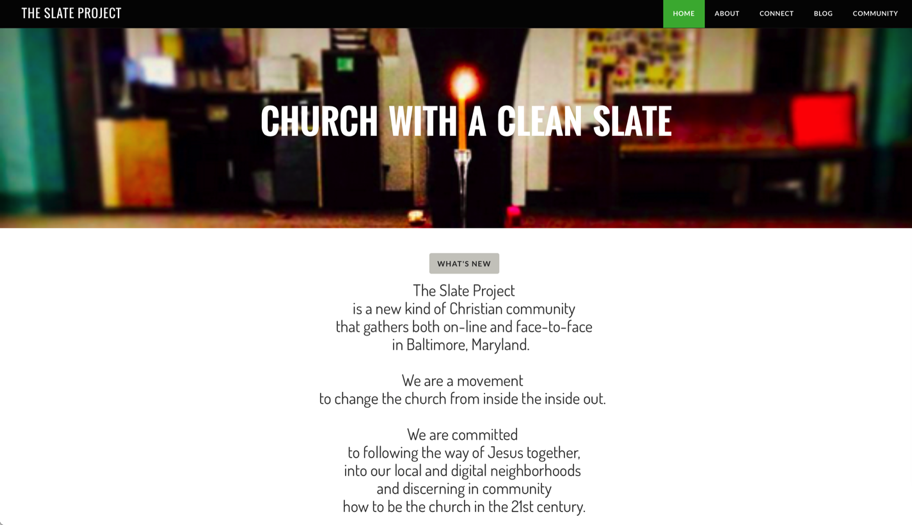 THE SLATE PROJECT
HOME ABOUT CONNECT BLOG COMMUNITY
CHURCH WITH A CLEAN SLATE
WHAT'S NEW
The Slate Project
is a new kind of Christian community
that gathers both on-line and face-to-face
in Baltimore, Maryland.
We are a movement
to change the church from inside the inside out.
We are committed
to following the way of Jesus together,
into our local and digital neighborhoods
and discerning in community
how to be the church in the 21st century.